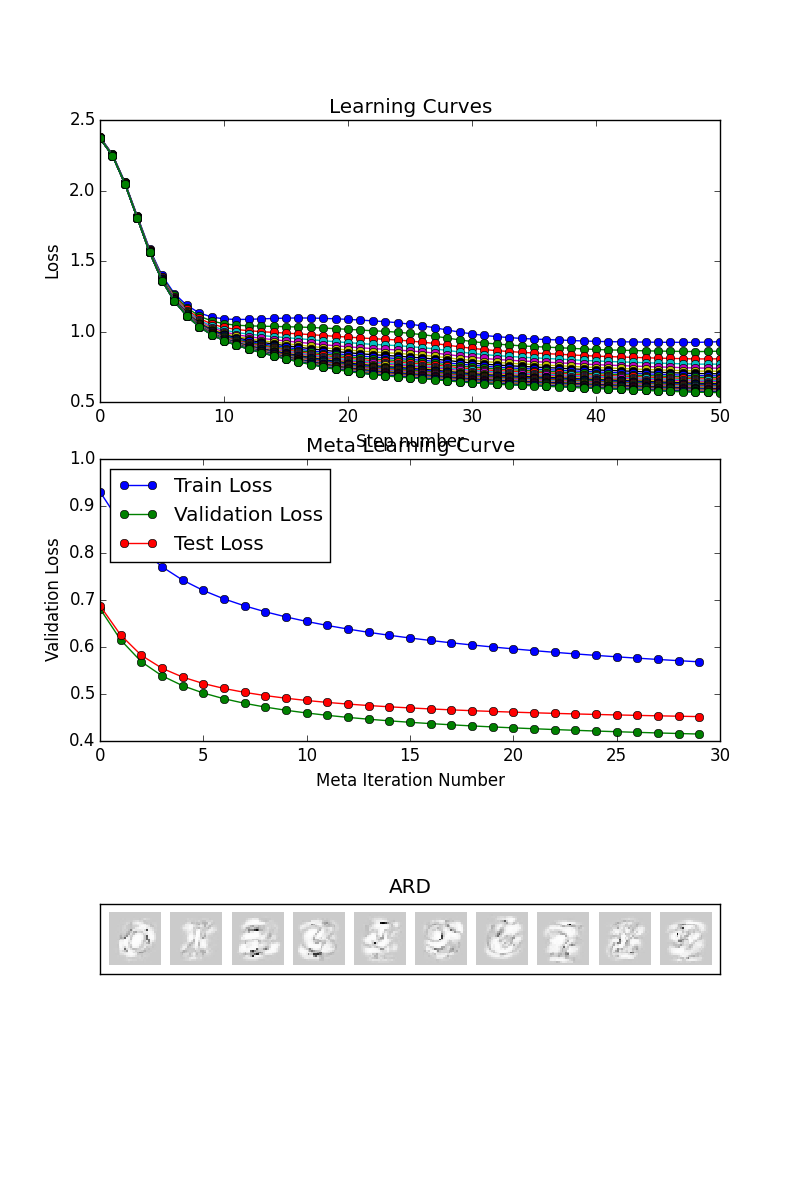 Learning Curves
2.5
2.0
1.5
1.0
0.5
Loss
0 10 20 30 40 50
Step number
Meta Learning Curve
1.0
0.9
0.8
0.7
0.6
0.5
0.4
Validation Loss
Train Loss
Validation Loss
Test Loss
0 5 10 15 20 25 30
Meta Iteration Number
ARD